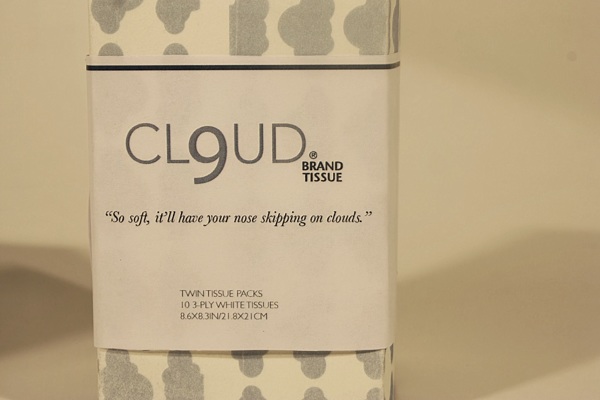 CL9UD®
BRAND
TISSUE
“So soft, it’ll have your nose skipping on clouds.”
TWIN TISSUE PACKS
10 3-PLY WHITE TISSUES
8.6X8.3IN/21.8X21CM